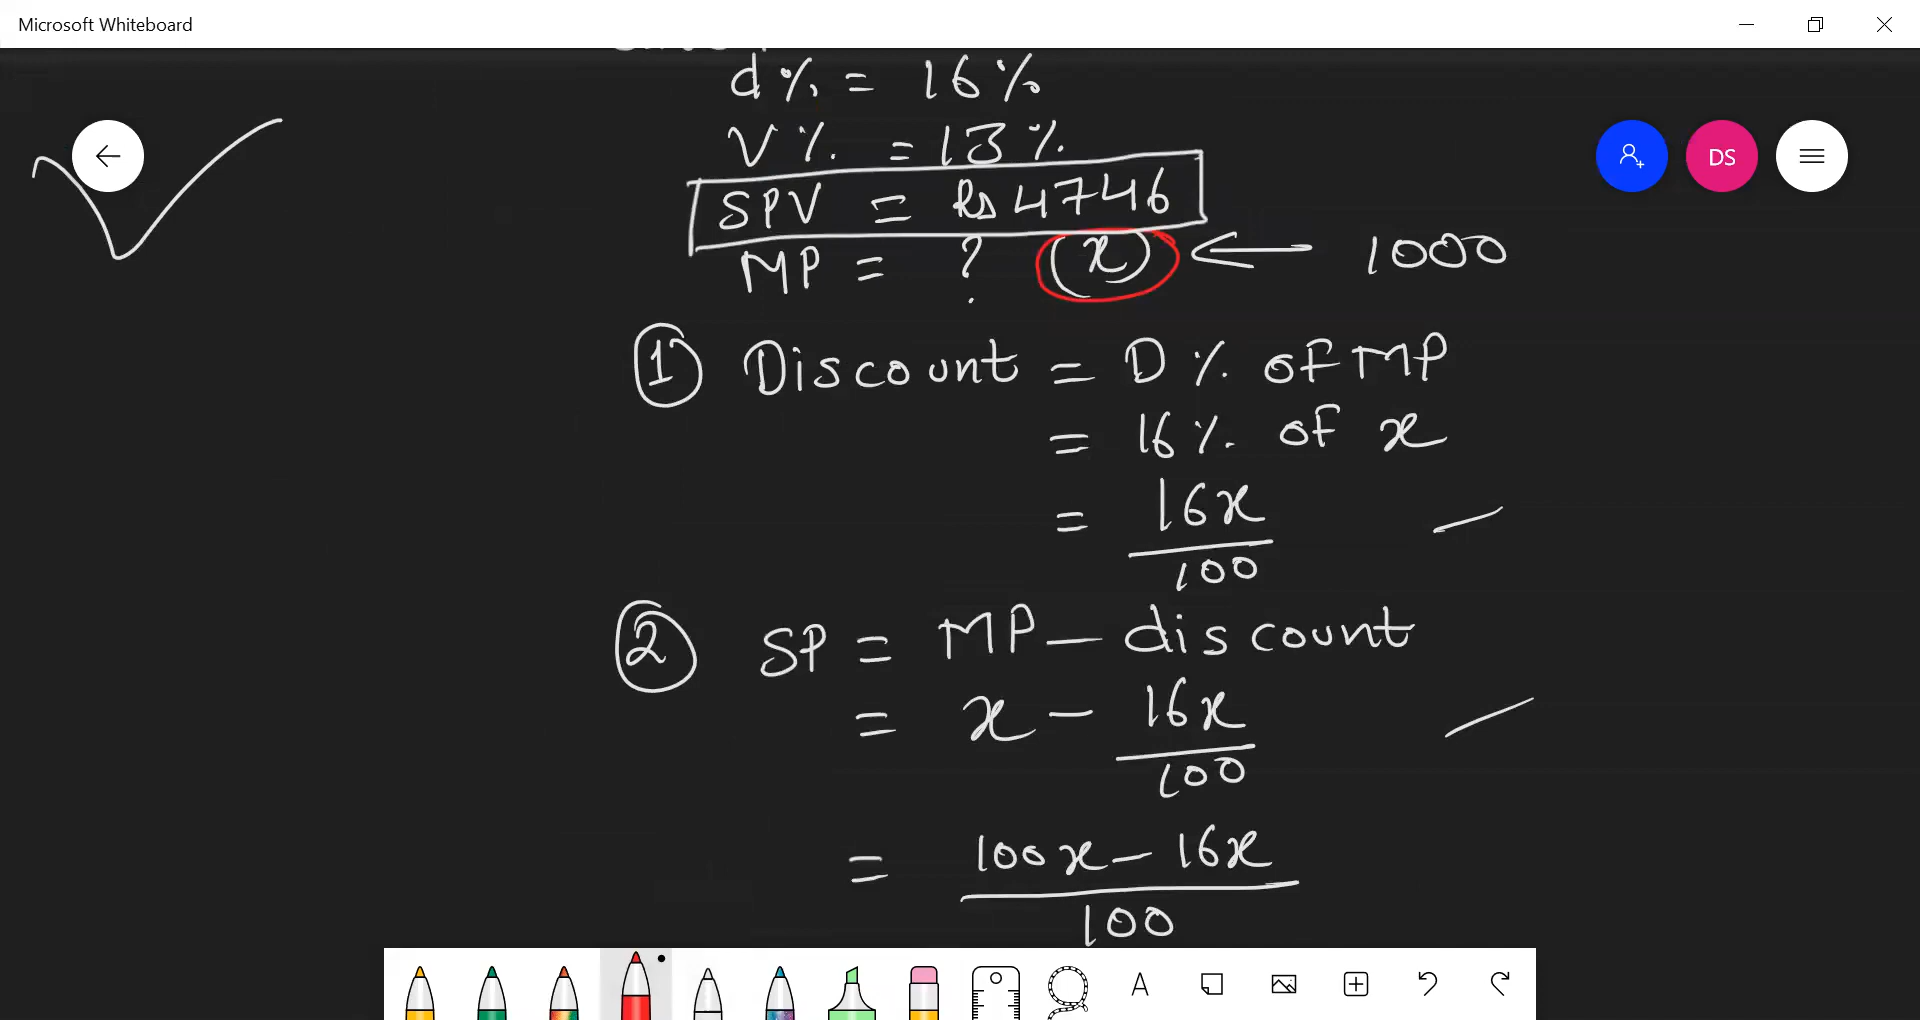 Microsoft Whiteboard
d% = 16%
V% = 13%
SPV = Rs 4746
MP = ? (x) ← 1000
DS
① Discount = D% of MP
= 16% of x
= 16x/100
② SP = MP - discount
= x - 16x/100
= 100x - 16x
100
A